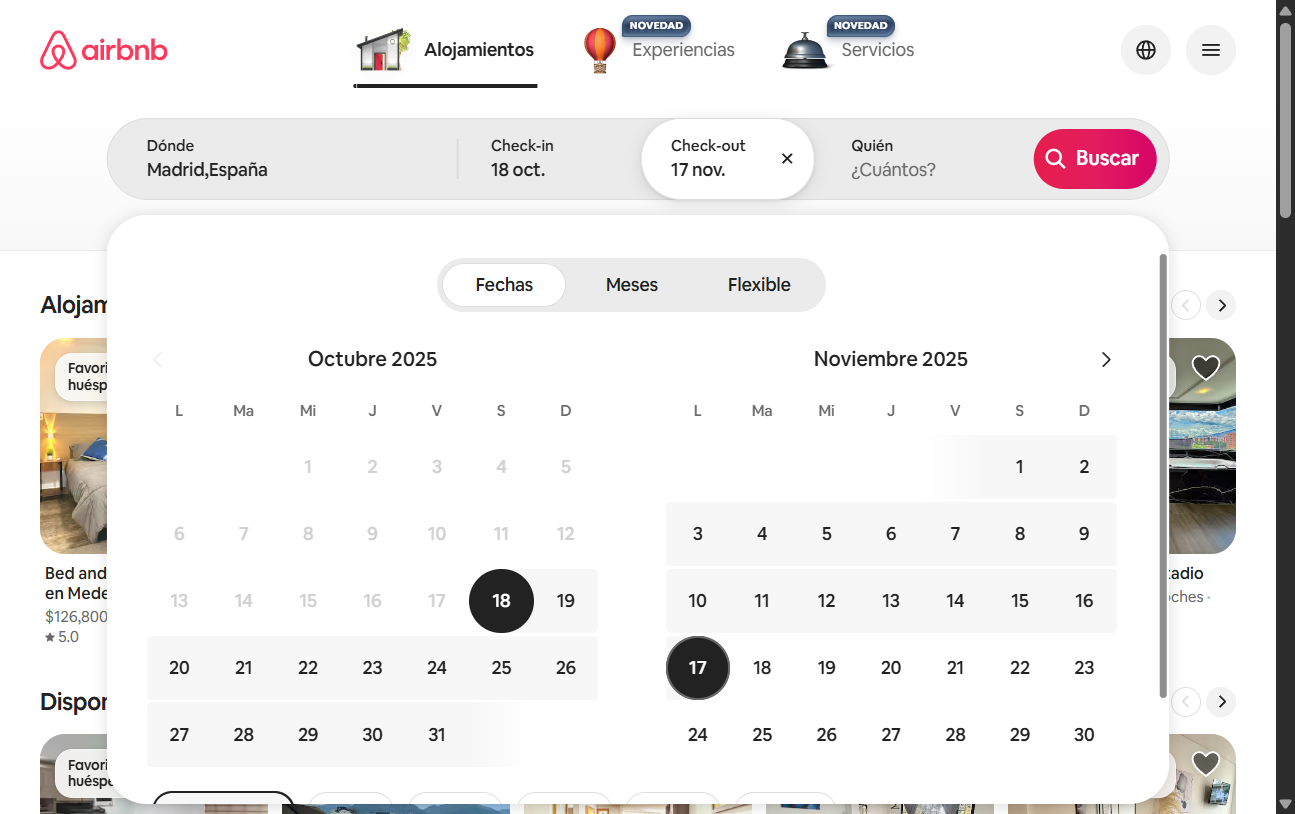 airbnb
Alojamientos
NOVEDAD
Experiencias
NOVEDAD
Servicios
Dónde
Madrid,España
Check-in
18 oct.
Check-out
17 nov.
Quién
¿Cuántos?
Buscar
Fechas
Meses
Flexible
Octubre 2025
L Ma Mi J V S D
1 2 3 4 5
6 7 8 9 10 11 12
13 14 15 16 17 18 19
20 21 22 23 24 25 26
27 28 29 30 31
Noviembre 2025
L Ma Mi J V S D
1 2
3 4 5 6 7 8 9
10 11 12 13 14 15 16
17 18 19 20 21 22 23
24 25 26 27 28 29 30
Alojam
Favori
huésp
Bed and
en Mede
$126,800
5.0
tadio
oches ·
Dispon
Favori
huésp